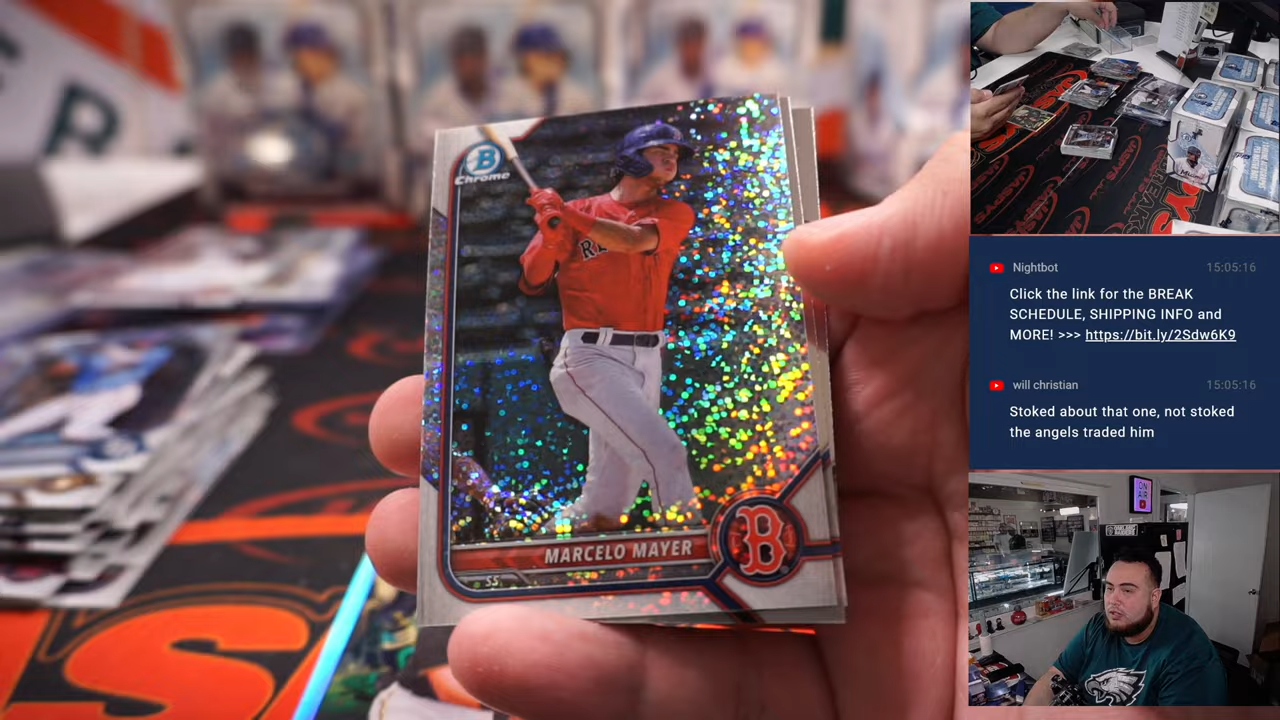 B
Chrome
RE
MARCELO MAYER
SS
B
Nightbot
15:05:16
Click the link for the BREAK
SCHEDULE, SHIPPING INFO and
MORE! >>> https://bit.ly/2Sdw6K9
will christian
15:05:16
Stoked about that one, not stoked
the angels traded him
ON
AIR